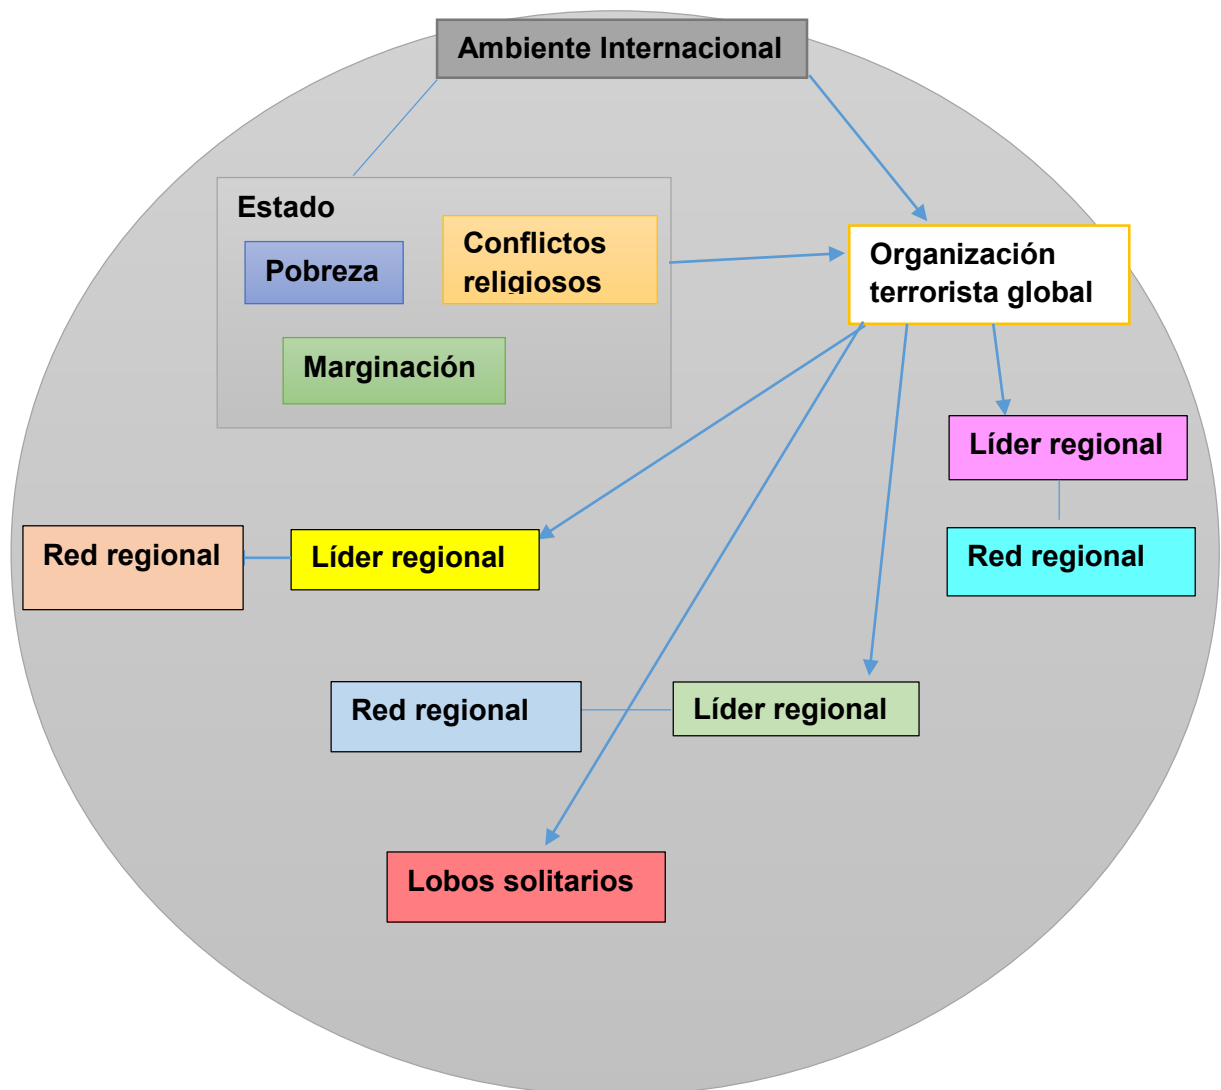 Ambiente Internacional
Estado
Conflictos
religiosos
Pobreza
Marginación
Organización
terrorista global
Líder regional
Red regional
Líder regional
Red regional
Red regional
Líder regional
Lobos solitarios